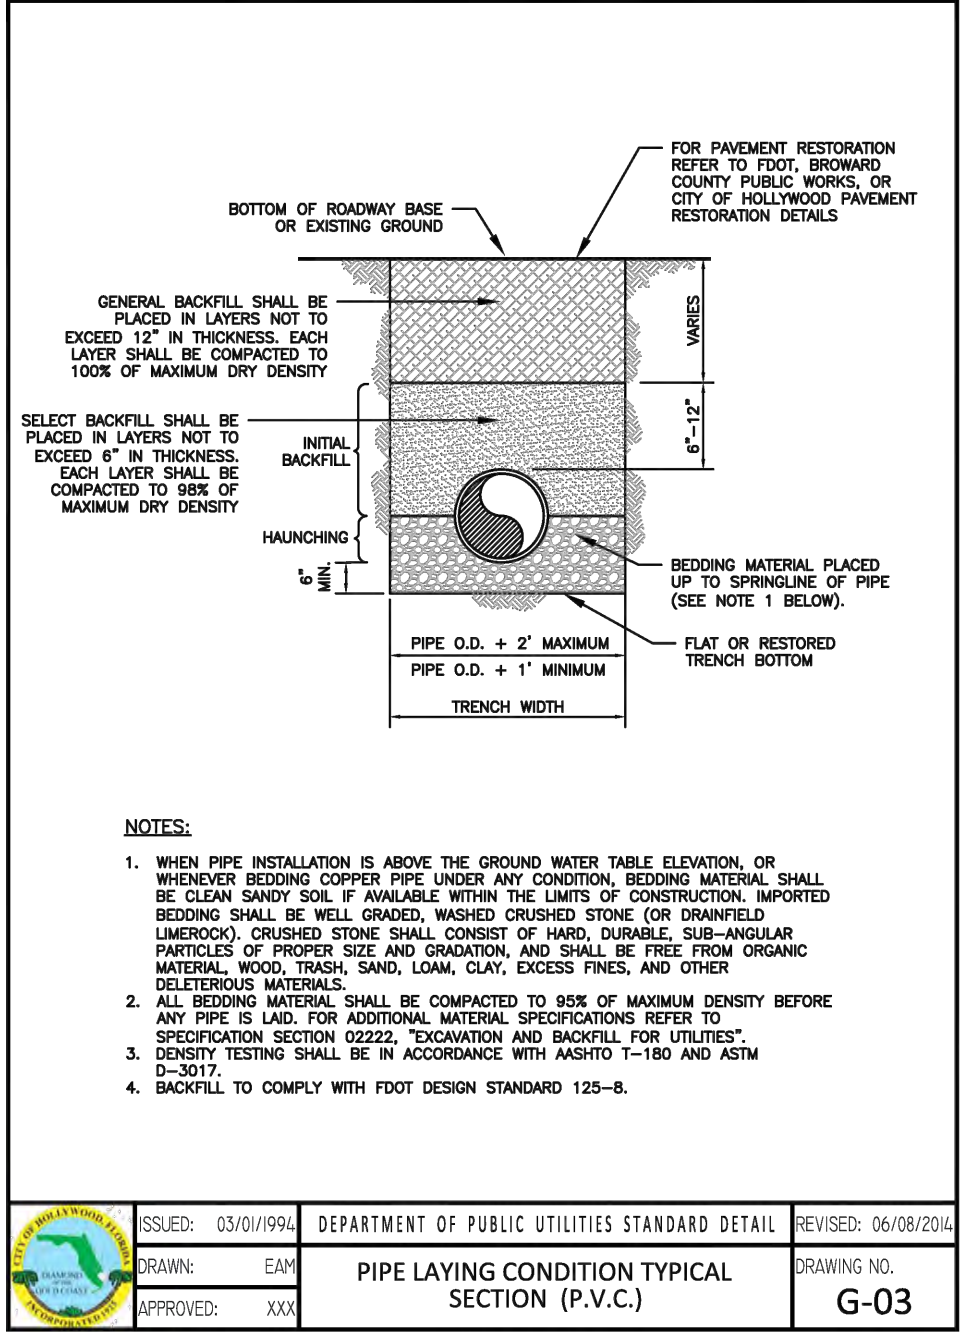 FOR PAVEMENT RESTORATION
REFER TO FDOT, BROWARD
COUNTY PUBLIC WORKS, OR
CITY OF HOLLYWOOD PAVEMENT
RESTORATION DETAILS
BOTTOM OF ROADWAY BASE
OR EXISTING GROUND
GENERAL BACKFILL SHALL BE
PLACED IN LAYERS NOT TO
EXCEED 12" IN THICKNESS. EACH
LAYER SHALL BE COMPACTED TO
100% OF MAXIMUM DRY DENSITY
VARIES
SELECT BACKFILL SHALL BE
PLACED IN LAYERS NOT TO
EXCEED 6" IN THICKNESS.
EACH LAYER SHALL BE
COMPACTED TO 98% OF
MAXIMUM DRY DENSITY
INITIAL
BACKFILL
6"-12"
HAUNCHING
6"
MIN.
BEDDING MATERIAL PLACED
UP TO SPRINGLINE OF PIPE
(SEE NOTE 1 BELOW).
FLAT OR RESTORED
TRENCH BOTTOM
PIPE O.D. + 2' MAXIMUM
PIPE O.D. + 1' MINIMUM
TRENCH WIDTH
NOTES:
1. WHEN PIPE INSTALLATION IS ABOVE THE GROUND WATER TABLE ELEVATION, OR
WHENEVER BEDDING COPPER PIPE UNDER ANY CONDITION, BEDDING MATERIAL SHALL
BE CLEAN SANDY SOIL IF AVAILABLE WITHIN THE LIMITS OF CONSTRUCTION. IMPORTED
BEDDING SHALL BE WELL GRADED, WASHED CRUSHED STONE (OR DRAINFIELD
LIMEROCK). CRUSHED STONE SHALL CONSIST OF HARD, DURABLE, SUB-ANGULAR
PARTICLES OF PROPER SIZE AND GRADATION, AND SHALL BE FREE FROM ORGANIC
MATERIAL, WOOD, TRASH, SAND, LOAM, CLAY, EXCESS FINES, AND OTHER
DELETERIOUS MATERIALS.
2. ALL BEDDING MATERIAL SHALL BE COMPACTED TO 95% OF MAXIMUM DENSITY BEFORE
ANY PIPE IS LAID. FOR ADDITIONAL MATERIAL SPECIFICATIONS REFER TO
SPECIFICATION SECTION 02222, "EXCAVATION AND BACKFILL FOR UTILITIES".
3. DENSITY TESTING SHALL BE IN ACCORDANCE WITH AASHTO T-180 AND ASTM
D-3017.
4. BACKFILL TO COMPLY WITH FDOT DESIGN STANDARD 125-8.
CITY OF HOLLYWOOD, FLORIDA
DIAMOND
OF THE
GOLD COAST
INCORPORATED 1925
ISSUED: 03/01/1994
DRAWN: EAM
APPROVED: XXX
DEPARTMENT OF PUBLIC UTILITIES STANDARD DETAIL
PIPE LAYING CONDITION TYPICAL
SECTION (P.V.C.)
REVISED: 06/08/2014
DRAWING NO.
G-03